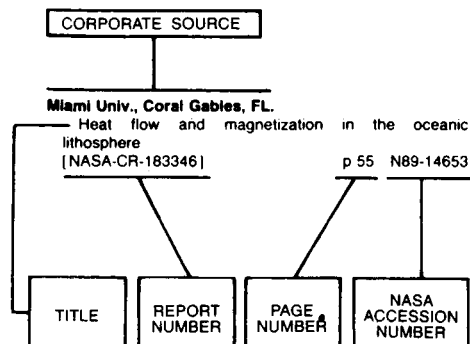 CORPORATE SOURCE
Miami Univ., Coral Gables, FL.
Heat flow and magnetization in the oceanic
lithosphere
[NASA-CR-183346] p 55 N89-14653
TITLE
REPORT
NUMBER
PAGE
NUMBER
NASA
ACCESSION
NUMBER